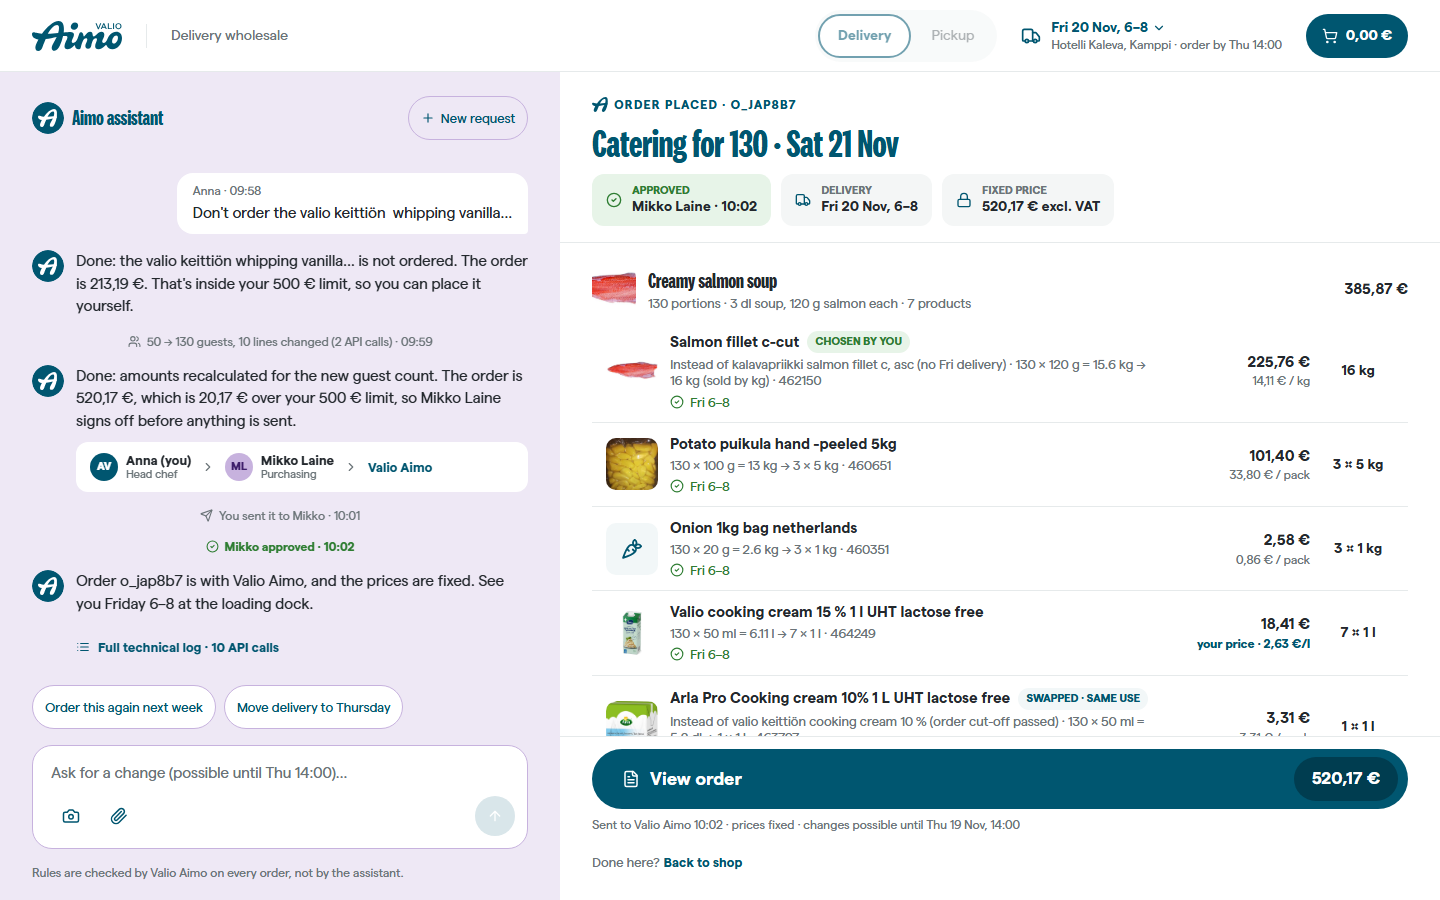 VALIO
Aimo
Delivery wholesale
Delivery
Pickup
Fri 20 Nov, 6–8
Hotelli Kaleva, Kamppi · order by Thu 14:00
0,00 €
Aimo assistant
New request
Anna · 09:58
Don't order the valio keittiön whipping vanilla...
Done: the valio keittiön whipping vanilla... is not ordered. The order
is 213,19 €. That's inside your 500 € limit, so you can place it
yourself.
50 → 130 guests, 10 lines changed (2 API calls) · 09:59
Done: amounts recalculated for the new guest count. The order is
520,17 €, which is 20,17 € over your 500 € limit, so Mikko Laine
signs off before anything is sent.
AV
Anna (you)
Head chef
ML
Mikko Laine
Purchasing
Valio Aimo
You sent it to Mikko · 10:01
Mikko approved · 10:02
Order o_jap8b7 is with Valio Aimo, and the prices are fixed. See
you Friday 6–8 at the loading dock.
Full technical log · 10 API calls
Order this again next week
Move delivery to Thursday
Ask for a change (possible until Thu 14:00)...
Rules are checked by Valio Aimo on every order, not by the assistant.
ORDER PLACED · O_JAP8B7
Catering for 130 · Sat 21 Nov
APPROVED
Mikko Laine · 10:02
DELIVERY
Fri 20 Nov, 6–8
FIXED PRICE
520,17 € excl. VAT
Creamy salmon soup
130 portions · 3 dl soup, 120 g salmon each · 7 products
385,87 €
Salmon fillet c-cut
CHOSEN BY YOU
Instead of kalavapriikki salmon fillet c, asc (no Fri delivery) · 130 × 120 g = 15.6 kg →
16 kg (sold by kg) · 462150
Fri 6–8
225,76 €
14,11 € / kg
16 kg
Potato puikula hand -peeled 5kg
130 × 100 g = 13 kg → 3 × 5 kg · 460651
Fri 6–8
101,40 €
33,80 € / pack
3 × 5 kg
Onion 1kg bag netherlands
130 × 20 g = 2.6 kg → 3 × 1 kg · 460351
Fri 6–8
2,58 €
0,86 € / pack
3 × 1 kg
Valio cooking cream 15 % 1 l UHT lactose free
130 × 50 ml = 6.11 l → 7 × 1 l · 464249
Fri 6–8
18,41 €
your price · 2,63 €/l
7 × 1 l
Arla Pro Cooking cream 10% 1 L UHT lactose free
SWAPPED · SAME USE
Instead of valio keittiön cooking cream 10 % (order cut-off passed) · 130 × 50 ml =
3,31 €
1 × 1 l
View order
520,17 €
Sent to Valio Aimo 10:02 · prices fixed · changes possible until Thu 19 Nov, 14:00
Done here? Back to shop